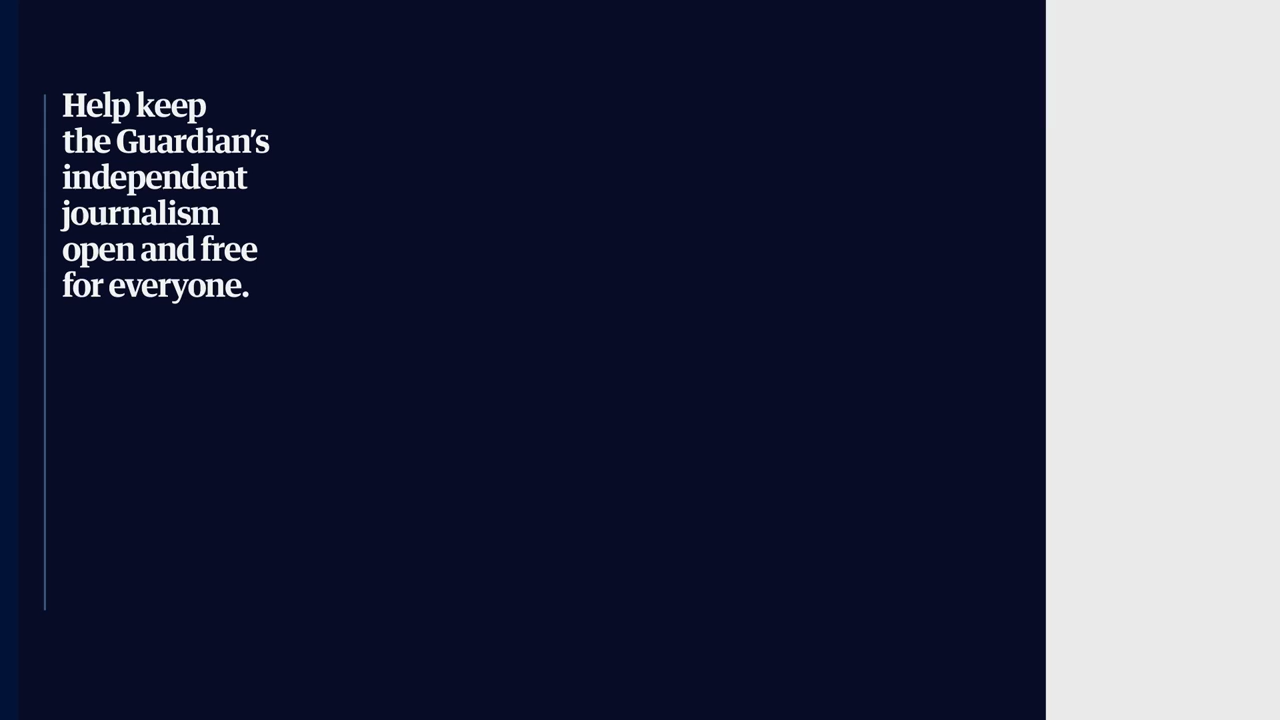 Help keep
the Guardian’s
independent
journalism
open and free
for everyone.